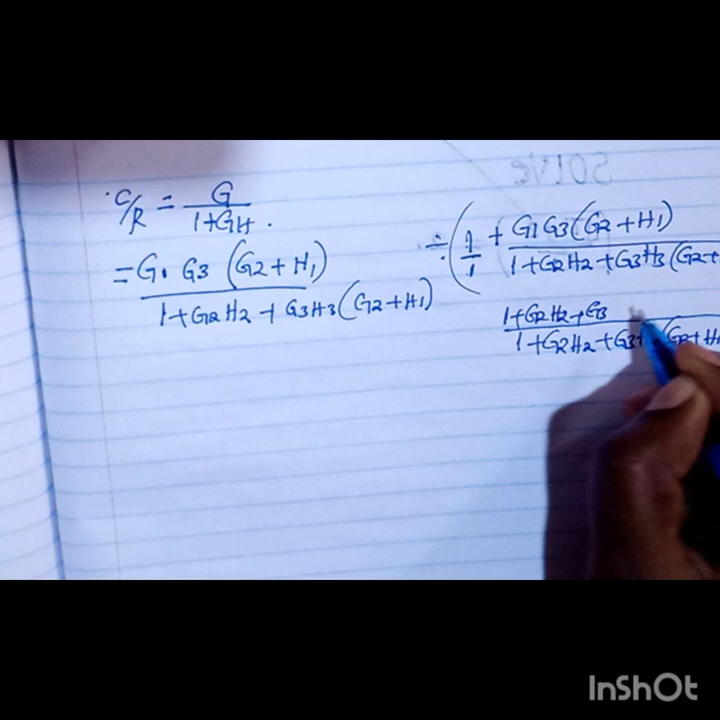 SOLVE
C/R = G / 1+GH.
= G1 G3 (G2+H1) / 1+G2H2 + G3H3(G2+H1)
÷ (1/1 + G1G3(G2+H1) / 1+G2H2+G3H3(G2+
1+G2H2+G3
1+G2H2+G3 (G2+H
InShOt